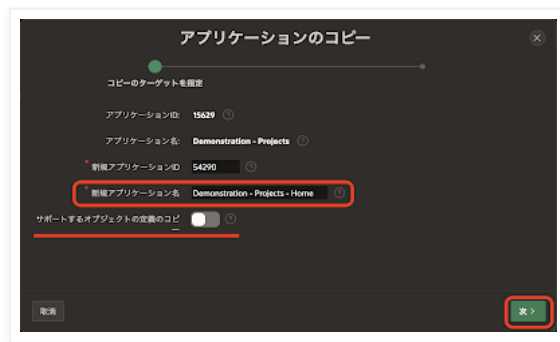 アプリケーションのコピー
コピーのターゲットを指定
アプリケーションID: 15629
アプリケーション名: Demonstration - Projects
* 新規アプリケーションID 54290
* 新規アプリケーション名 Demonstration - Projects - Home
サポートするオブジェクトの定義のコピ
ー
取消
次 >